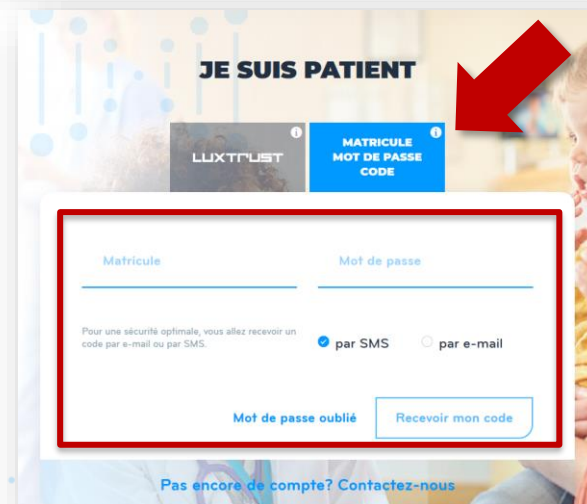 JE SUIS PATIENT
LUXTRUST
MATRICULE
MOT DE PASSE
CODE
Matricule
Mot de passe
Pour une sécurité optimale, vous allez recevoir un
code par e-mail ou par SMS.
par SMS
par e-mail
Mot de passe oublié
Recevoir mon code
Pas encore de compte? Contactez-nous